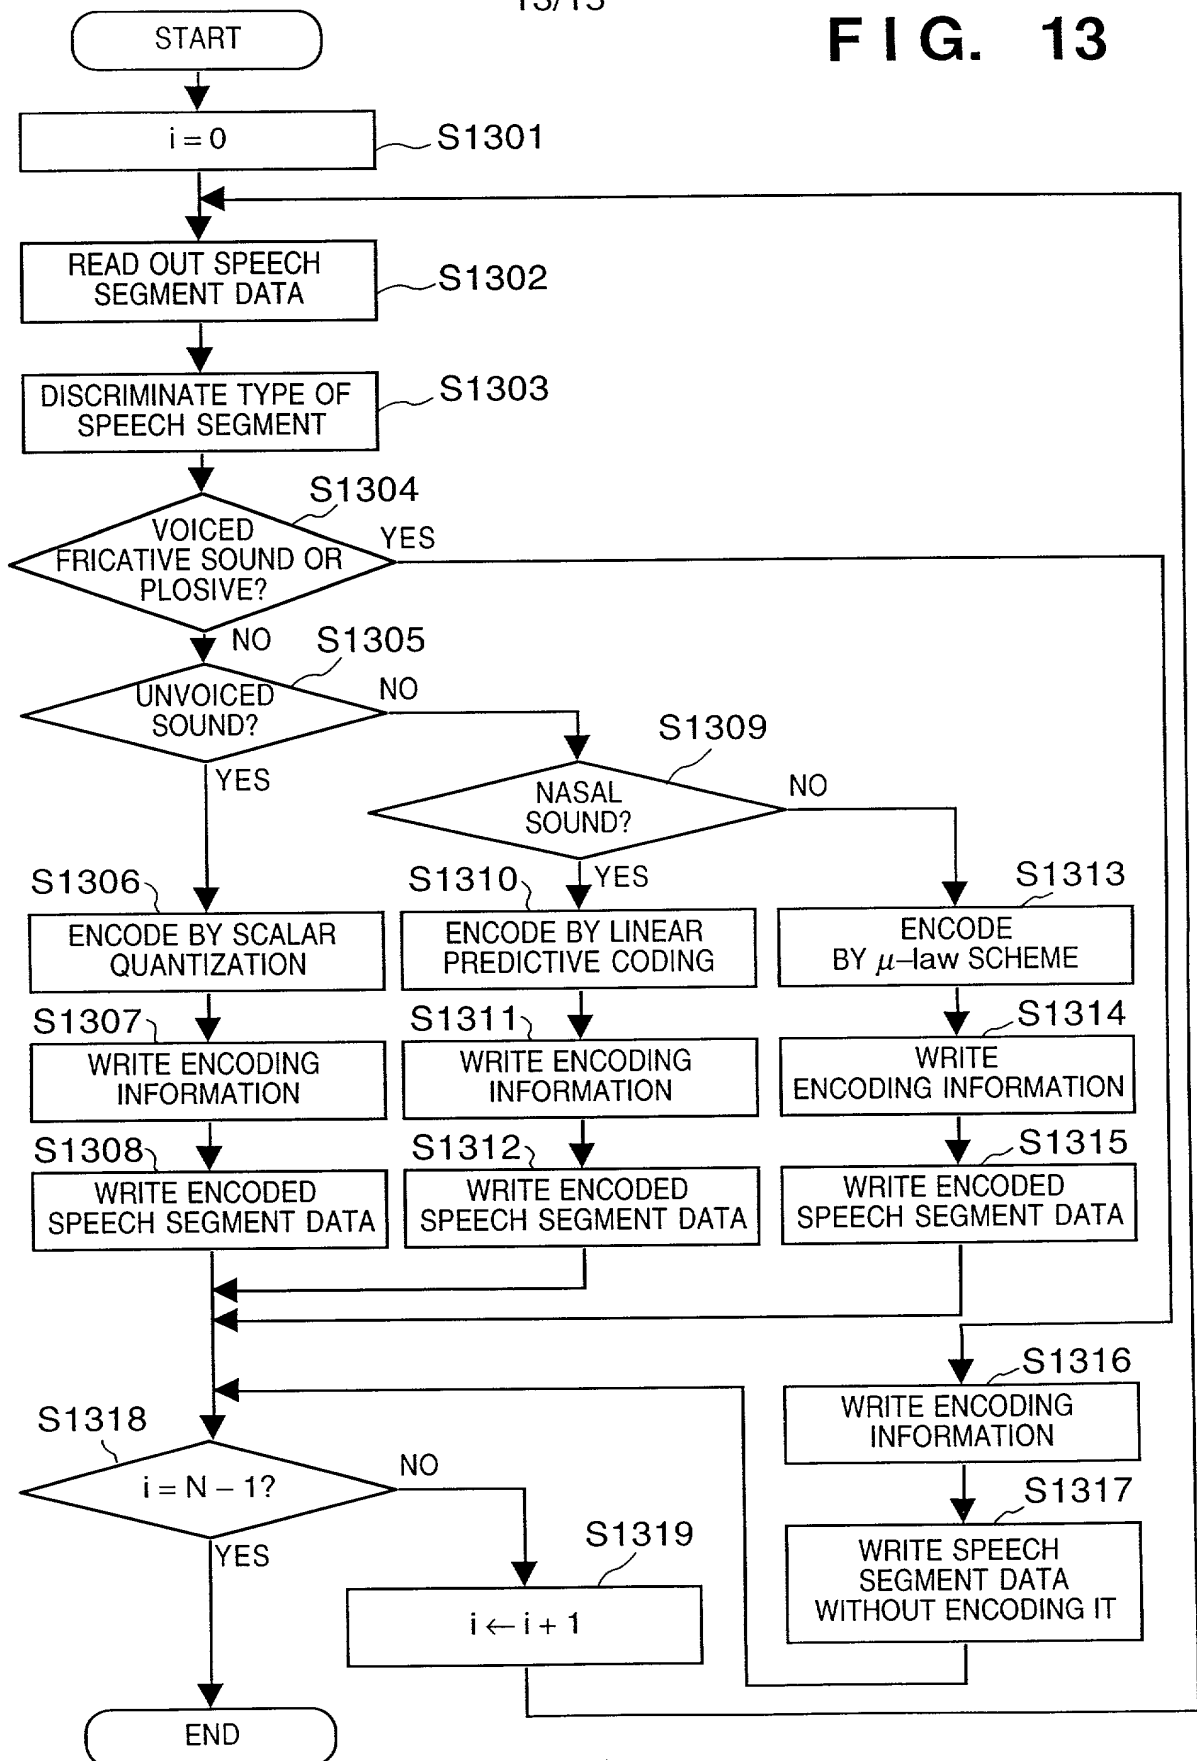 13/13
FIG. 13
START
i = 0
S1301
READ OUT SPEECH
SEGMENT DATA
S1302
DISCRIMINATE TYPE OF
SPEECH SEGMENT
S1303
S1304
VOICED
FRICATIVE SOUND OR
PLOSIVE?
YES
NO
S1305
UNVOICED
SOUND?
NO
YES
S1309
NASAL
SOUND?
NO
YES
S1306
ENCODE BY SCALAR
QUANTIZATION
S1310
ENCODE BY LINEAR
PREDICTIVE CODING
S1313
ENCODE
BY μ–law SCHEME
S1307
WRITE ENCODING
INFORMATION
S1311
WRITE ENCODING
INFORMATION
S1314
WRITE
ENCODING INFORMATION
S1308
WRITE ENCODED
SPEECH SEGMENT DATA
S1312
WRITE ENCODED
SPEECH SEGMENT DATA
S1315
WRITE ENCODED
SPEECH SEGMENT DATA
S1316
WRITE ENCODING
INFORMATION
S1317
WRITE SPEECH
SEGMENT DATA
WITHOUT ENCODING IT
S1318
i = N – 1?
NO
YES
S1319
i ← i + 1
END